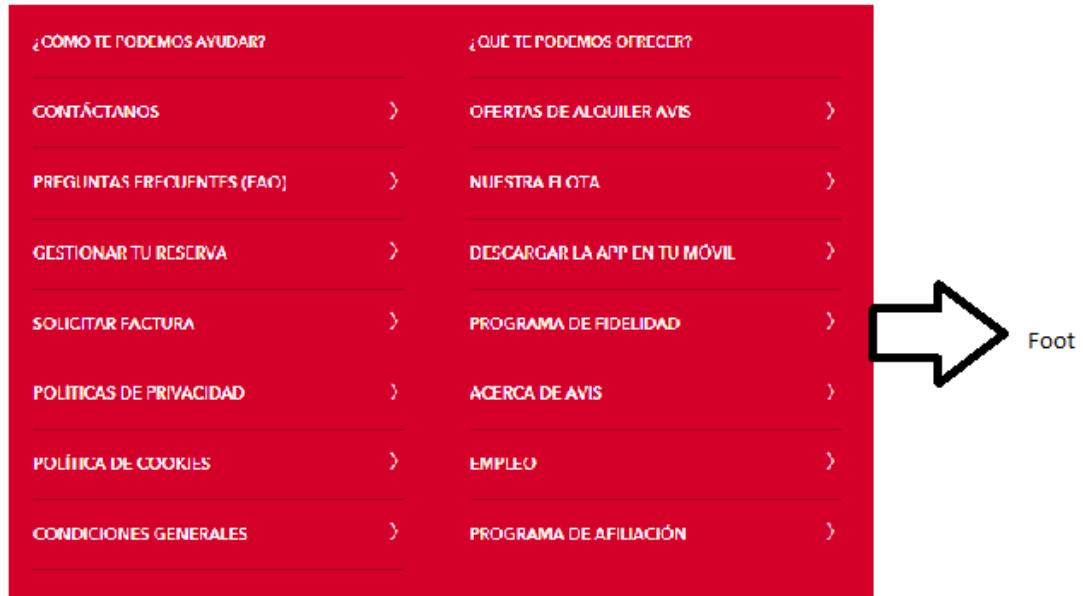 ¿CÓMO TE PODEMOS AYUDAR?
CONTÁCTANOS
PREGUNTAS FRECUENTES (FAQ)
GESTIONAR TU RESERVA
SOLICITAR FACTURA
POLÍTICAS DE PRIVACIDAD
POLÍTICA DE COOKIES
CONDICIONES GENERALES
¿QUÉ TE PODEMOS OFRECER?
OFERTAS DE ALQUILER AVIS
NUESTRA FLOTA
DESCARGAR LA APP EN TU MÓVIL
PROGRAMA DE FIDELIDAD
ACERCA DE AVIS
EMPLEO
PROGRAMA DE AFILIACIÓN
Foot